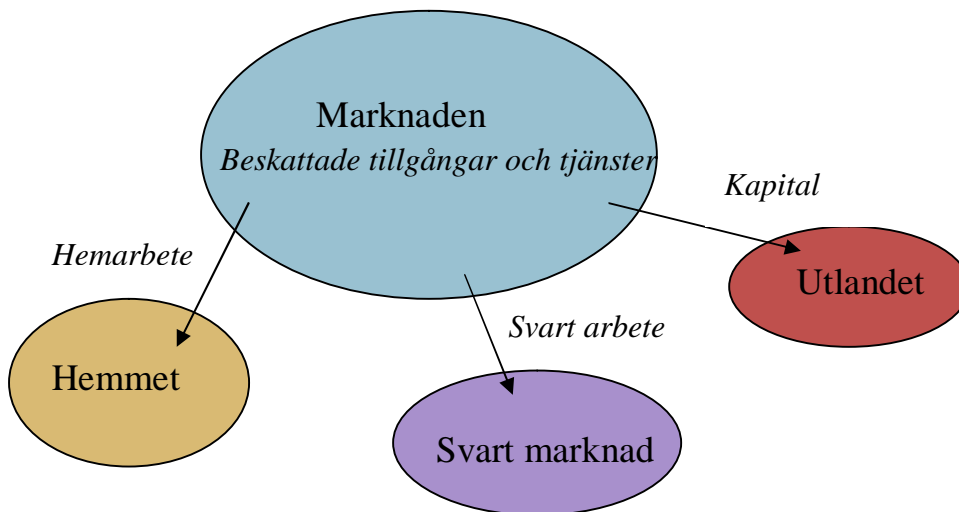 Marknaden
Beskattade tillgångar och tjänster
Kapital
Hemarbete
Utlandet
Svart arbete
Hemmet
Svart marknad